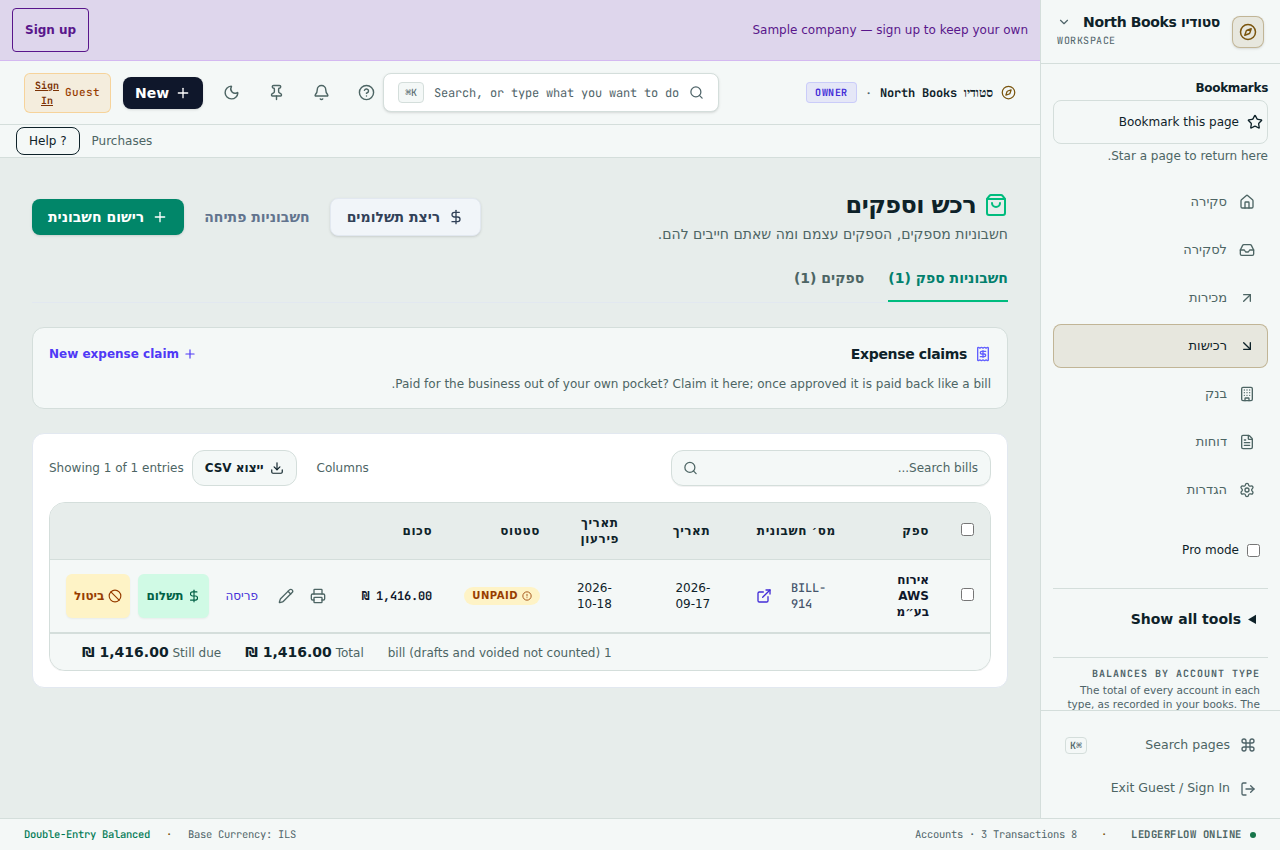 Sample company — sign up to keep your own
Sign up
סטודיו North Books
WORKSPACE
סטודיו North Books · OWNER
Search, or type what you want to do
⌘K
New
Guest
Sign In
Purchases
Help ?
Bookmarks
Bookmark this page
Star a page to return here.
סקירה
לסקירה
מכירות
רכישות
בנק
דוחות
הגדרות
Pro mode
Show all tools
BALANCES BY ACCOUNT TYPE
The total of every account in each
type, as recorded in your books. The
Search pages
K⌘
Exit Guest / Sign In
רכש וספקים
חשבוניות מספקים, הספקים עצמם ומה שאתם חייבים להם.
ריצת תשלומים
חשבוניות פתיחה
רישום חשבונית
חשבוניות ספק (1)
ספקים (1)
Expense claims
New expense claim
Paid for the business out of your own pocket? Claim it here; once approved it is paid back like a bill.
Search bills...
Columns
ייצוא CSV
Showing 1 of 1 entries
ספק
מס׳ חשבונית
תאריך
תאריך פירעון
סטטוס
סכום
אירוח AWS בע״מ
BILL-914
2026-09-17
2026-10-18
UNPAID
₪ 1,416.00
פריסה
תשלום
ביטול
1 bill (drafts and voided not counted)
Total ₪ 1,416.00
Still due ₪ 1,416.00
LEDGERFLOW ONLINE
·
8 Accounts · 3 Transactions
Base Currency: ILS
·
Double-Entry Balanced